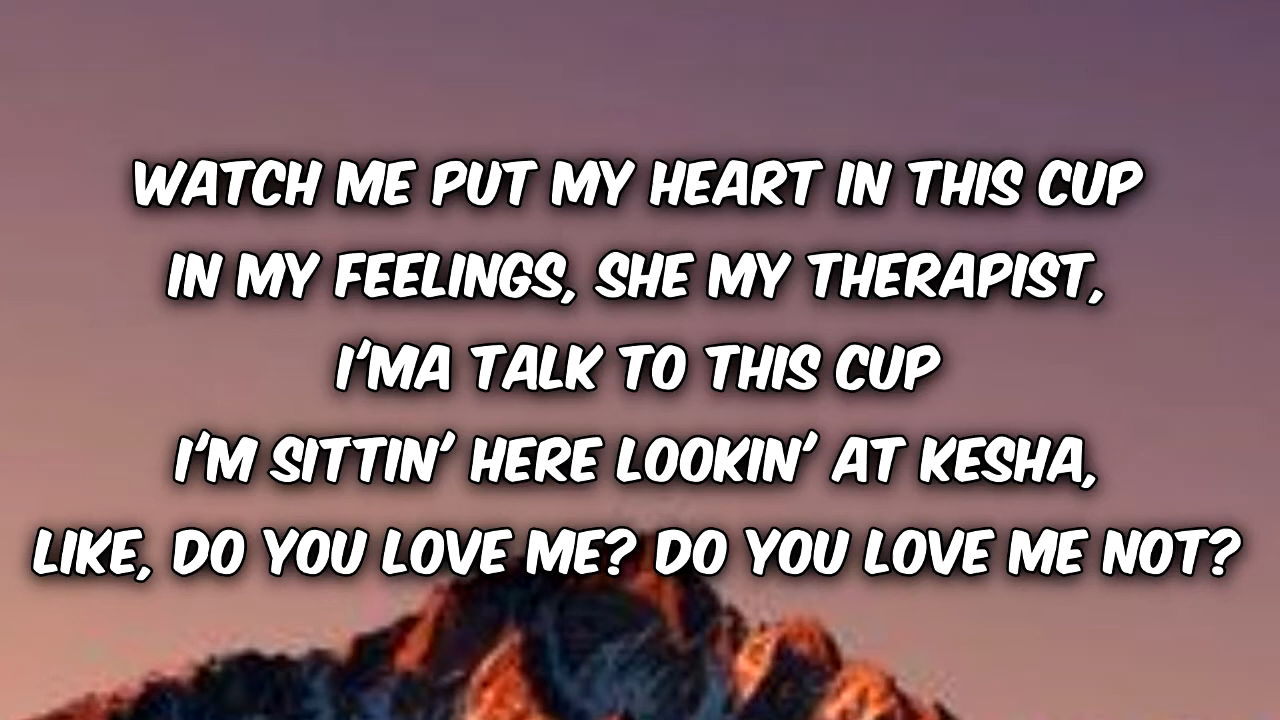 WATCH ME PUT MY HEART IN THIS CUP
IN MY FEELINGS, SHE MY THERAPIST,
I'MA TALK TO THIS CUP
I'M SITTIN' HERE LOOKIN' AT KESHA,
LIKE, DO YOU LOVE ME? DO YOU LOVE ME NOT?